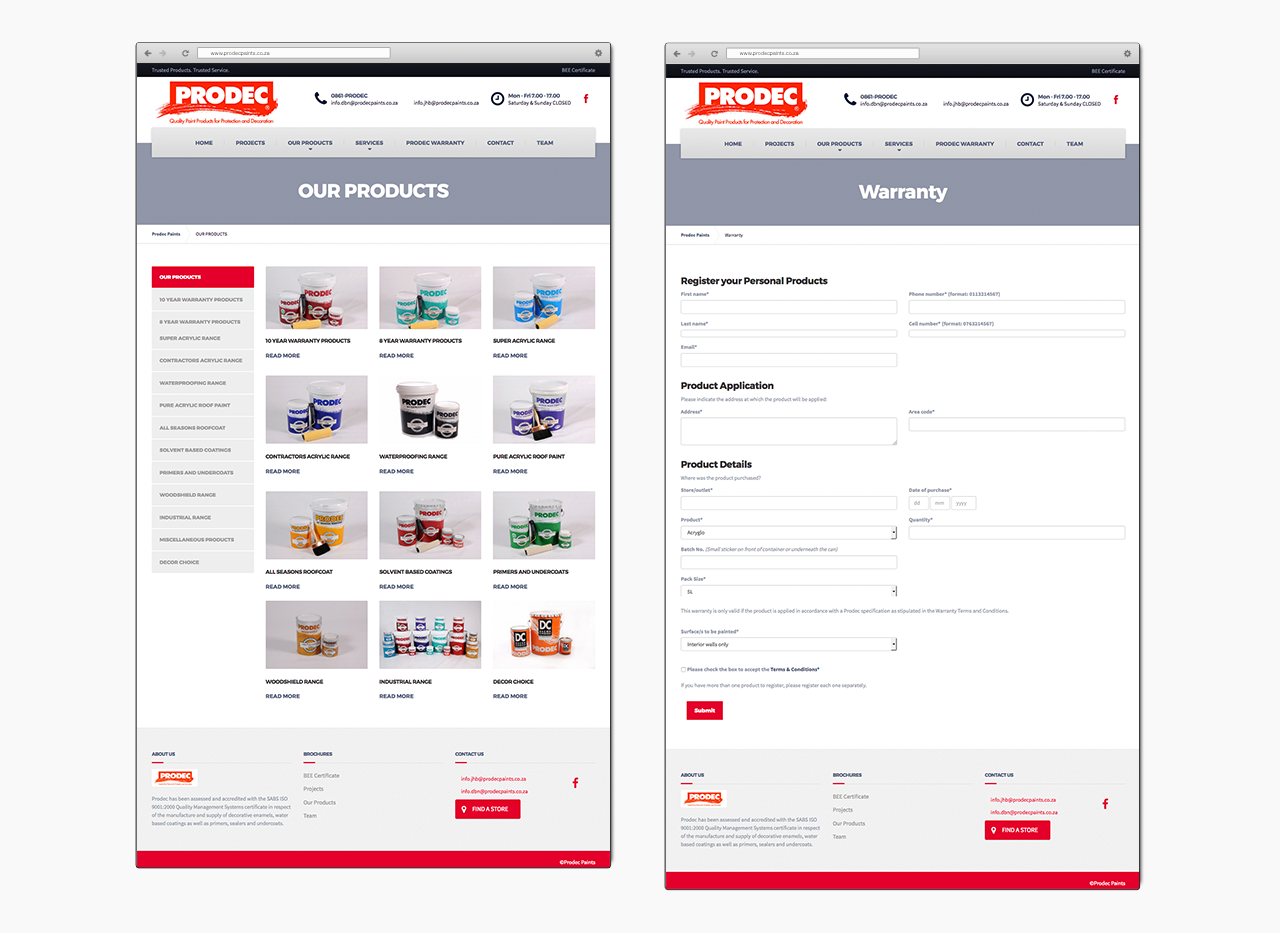 www.prodecpaints.co.za
Trusted Products. Trusted Service.
BEE Certificate
PRODEC
®
Quality Paint Products for Protection and Decoration
0861-PRODEC
info.dbn@prodecpaints.co.za
info.jhb@prodecpaints.co.za
Mon - Fri 7.00 - 17.00
Saturday & Sunday CLOSED
HOME
PROJECTS
OUR PRODUCTS
SERVICES
PRODEC WARRANTY
CONTACT
TEAM
OUR PRODUCTS
Prodec Paints
OUR PRODUCTS
OUR PRODUCTS
10 YEAR WARRANTY PRODUCTS
8 YEAR WARRANTY PRODUCTS
SUPER ACRYLIC RANGE
CONTRACTORS ACRYLIC RANGE
WATERPROOFING RANGE
PURE ACRYLIC ROOF PAINT
ALL SEASONS ROOFCOAT
SOLVENT BASED COATINGS
PRIMERS AND UNDERCOATS
WOODSHIELD RANGE
INDUSTRIAL RANGE
MISCELLANEOUS PRODUCTS
DECOR CHOICE
PRODEC
PRODEC
PRODEC
10 YEAR WARRANTY PRODUCTS
8 YEAR WARRANTY PRODUCTS
SUPER ACRYLIC RANGE
READ MORE
READ MORE
READ MORE
PRODEC
PRODEC
PRODEC
CONTRACTORS ACRYLIC RANGE
WATERPROOFING RANGE
PURE ACRYLIC ROOF PAINT
READ MORE
READ MORE
READ MORE
PRODEC
PRODEC
PRODEC
ALL SEASONS ROOFCOAT
SOLVENT BASED COATINGS
PRIMERS AND UNDERCOATS
READ MORE
READ MORE
READ MORE
PRODEC
DC
DC
PRODEC
WOODSHIELD RANGE
INDUSTRIAL RANGE
DECOR CHOICE
READ MORE
READ MORE
READ MORE
ABOUT US
PRODEC
Prodec has been assessed and accredited with the SABS ISO
9001:2008 Quality Management Systems certificate in respect
of the manufacture and supply of decorative enamels, water
based coatings as well as primers, sealers and undercoats.
BROCHURES
BEE Certificate
Projects
Our Products
Team
CONTACT US
info.jhb@prodecpaints.co.za
info.dbn@prodecpaints.co.za
FIND A STORE
©Prodec Paints
www.prodecpaints.co.za
Trusted Products. Trusted Service.
BEE Certificate
PRODEC
®
Quality Paint Products for Protection and Decoration
0861-PRODEC
info.dbn@prodecpaints.co.za
info.jhb@prodecpaints.co.za
Mon - Fri 7.00 - 17.00
Saturday & Sunday CLOSED
HOME
PROJECTS
OUR PRODUCTS
SERVICES
PRODEC WARRANTY
CONTACT
TEAM
Warranty
Prodec Paints
Warranty
Register your Personal Products
First name*
Phone number* (format: 0113214567)
Last name*
Cell number* (format: 0763214567)
Email*
Product Application
Please indicate the address at which the product will be applied:
Address*
Area code*
Product Details
Where was the product purchased?
Store/outlet*
Date of purchase*
dd
mm
yyyy
Product*
Acryglo
Quantity*
Batch No. (Small sticker on front of container or underneath the can)
Pack Size*
5L
This warranty is only valid if the product is applied in accordance with a Prodec specification as stipulated in the Warranty Terms and Conditions.
Surface/s to be painted*
Interior walls only
Please check the box to accept the Terms & Conditions*
If you have more than one product to register, please register each one separately.
Submit
ABOUT US
PRODEC
Prodec has been assessed and accredited with the SABS ISO
9001:2008 Quality Management Systems certificate in respect
of the manufacture and supply of decorative enamels, water
based coatings as well as primers, sealers and undercoats.
BROCHURES
BEE Certificate
Projects
Our Products
Team
CONTACT US
info.jhb@prodecpaints.co.za
info.dbn@prodecpaints.co.za
FIND A STORE
©Prodec Paints